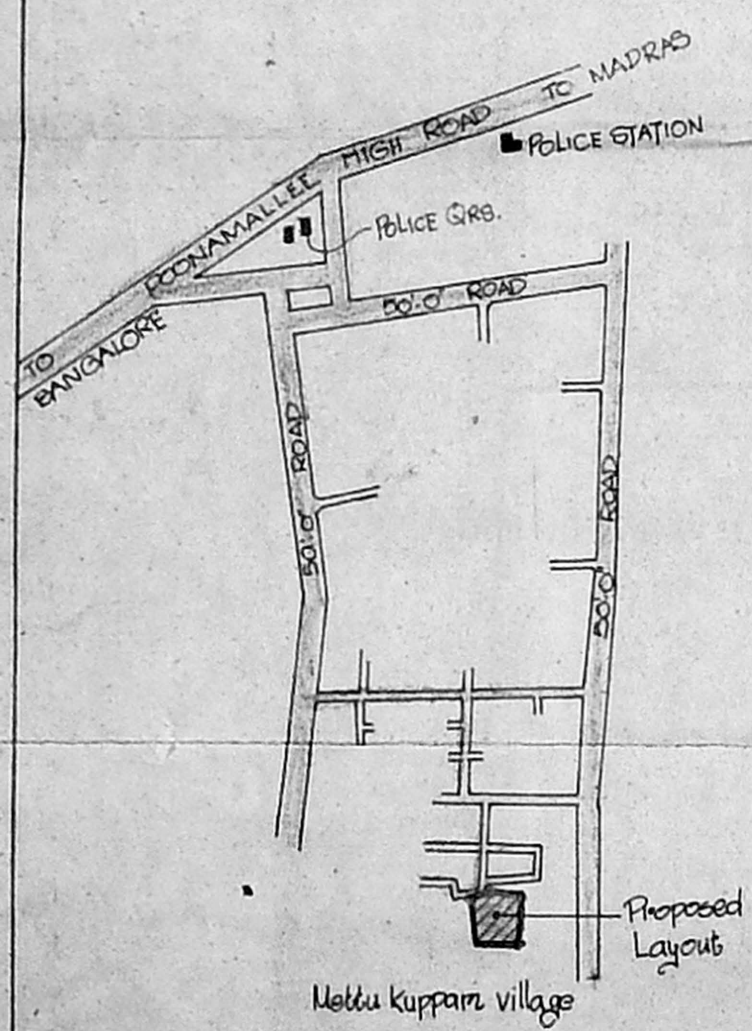 TO MADRAS
POONAMALLEE HIGH ROAD
POLICE STATION
POLICE QRS.
50'.0" ROAD
TO
BANGALORE
50'.0" ROAD
50'.0" ROAD
Proposed
Layout
Mettu Kuppam village